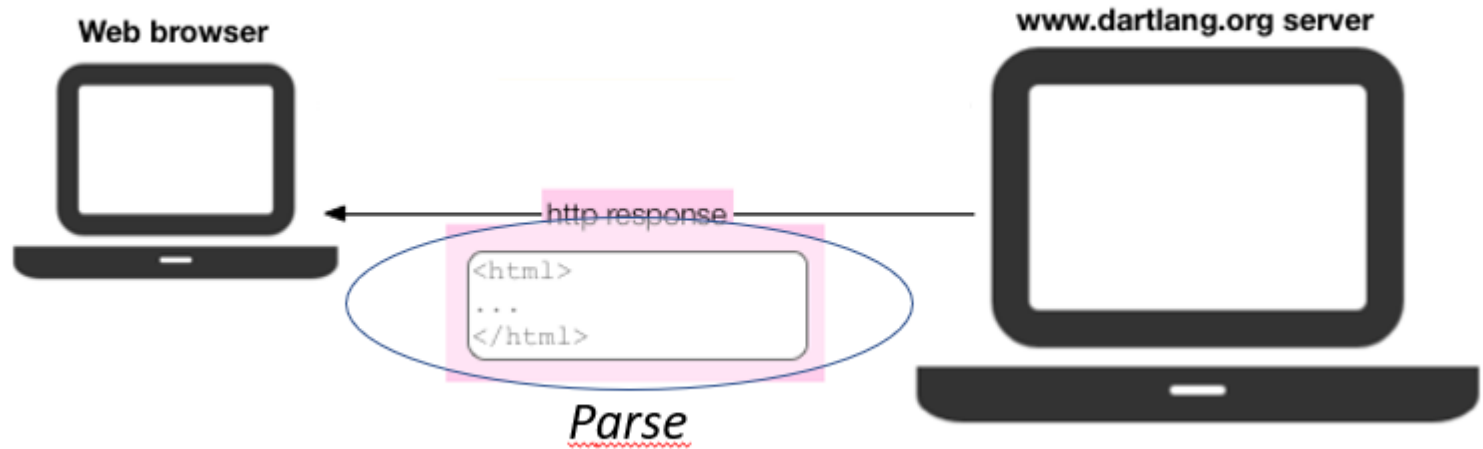 Web browser
www.dartlang.org server
http response
<html>
...
</html>
Parse